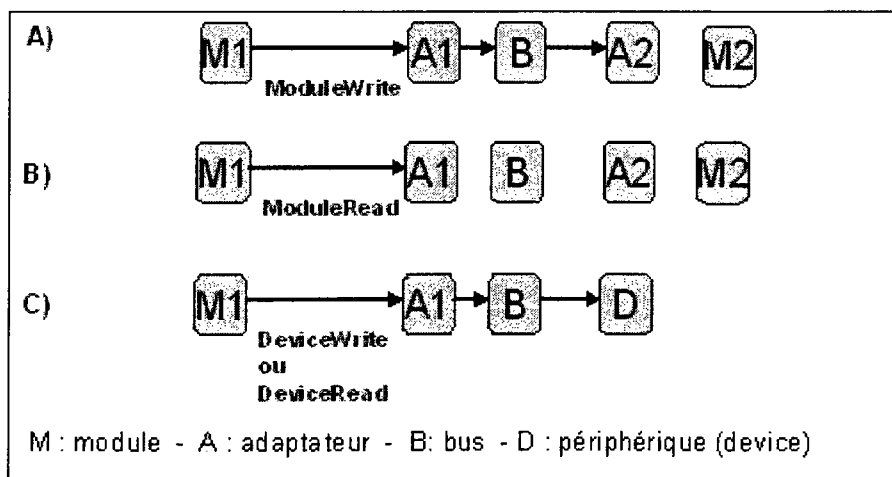 A) M1 A1 B A2 M2
ModuleWrite
B) M1 A1 B A2 M2
ModuleRead
C) M1 A1 B D
DeviceWrite
ou
DeviceRead
M : module - A : adaptateur - B: bus - D : périphérique (device)